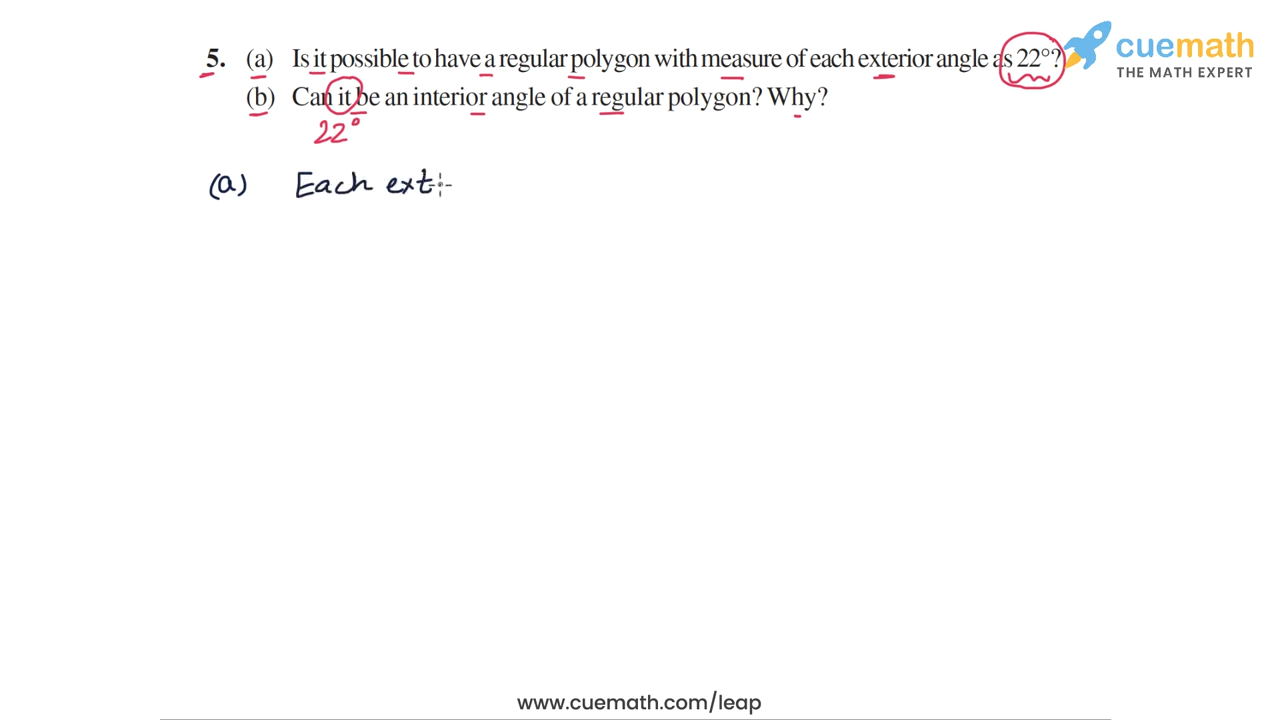 5. (a) Is it possible to have a regular polygon with measure of each exterior angle as 22°?
cuemath
THE MATH EXPERT
(b) Can it be an interior angle of a regular polygon? Why?
22°
(a) Each ext
www.cuemath.com/leap